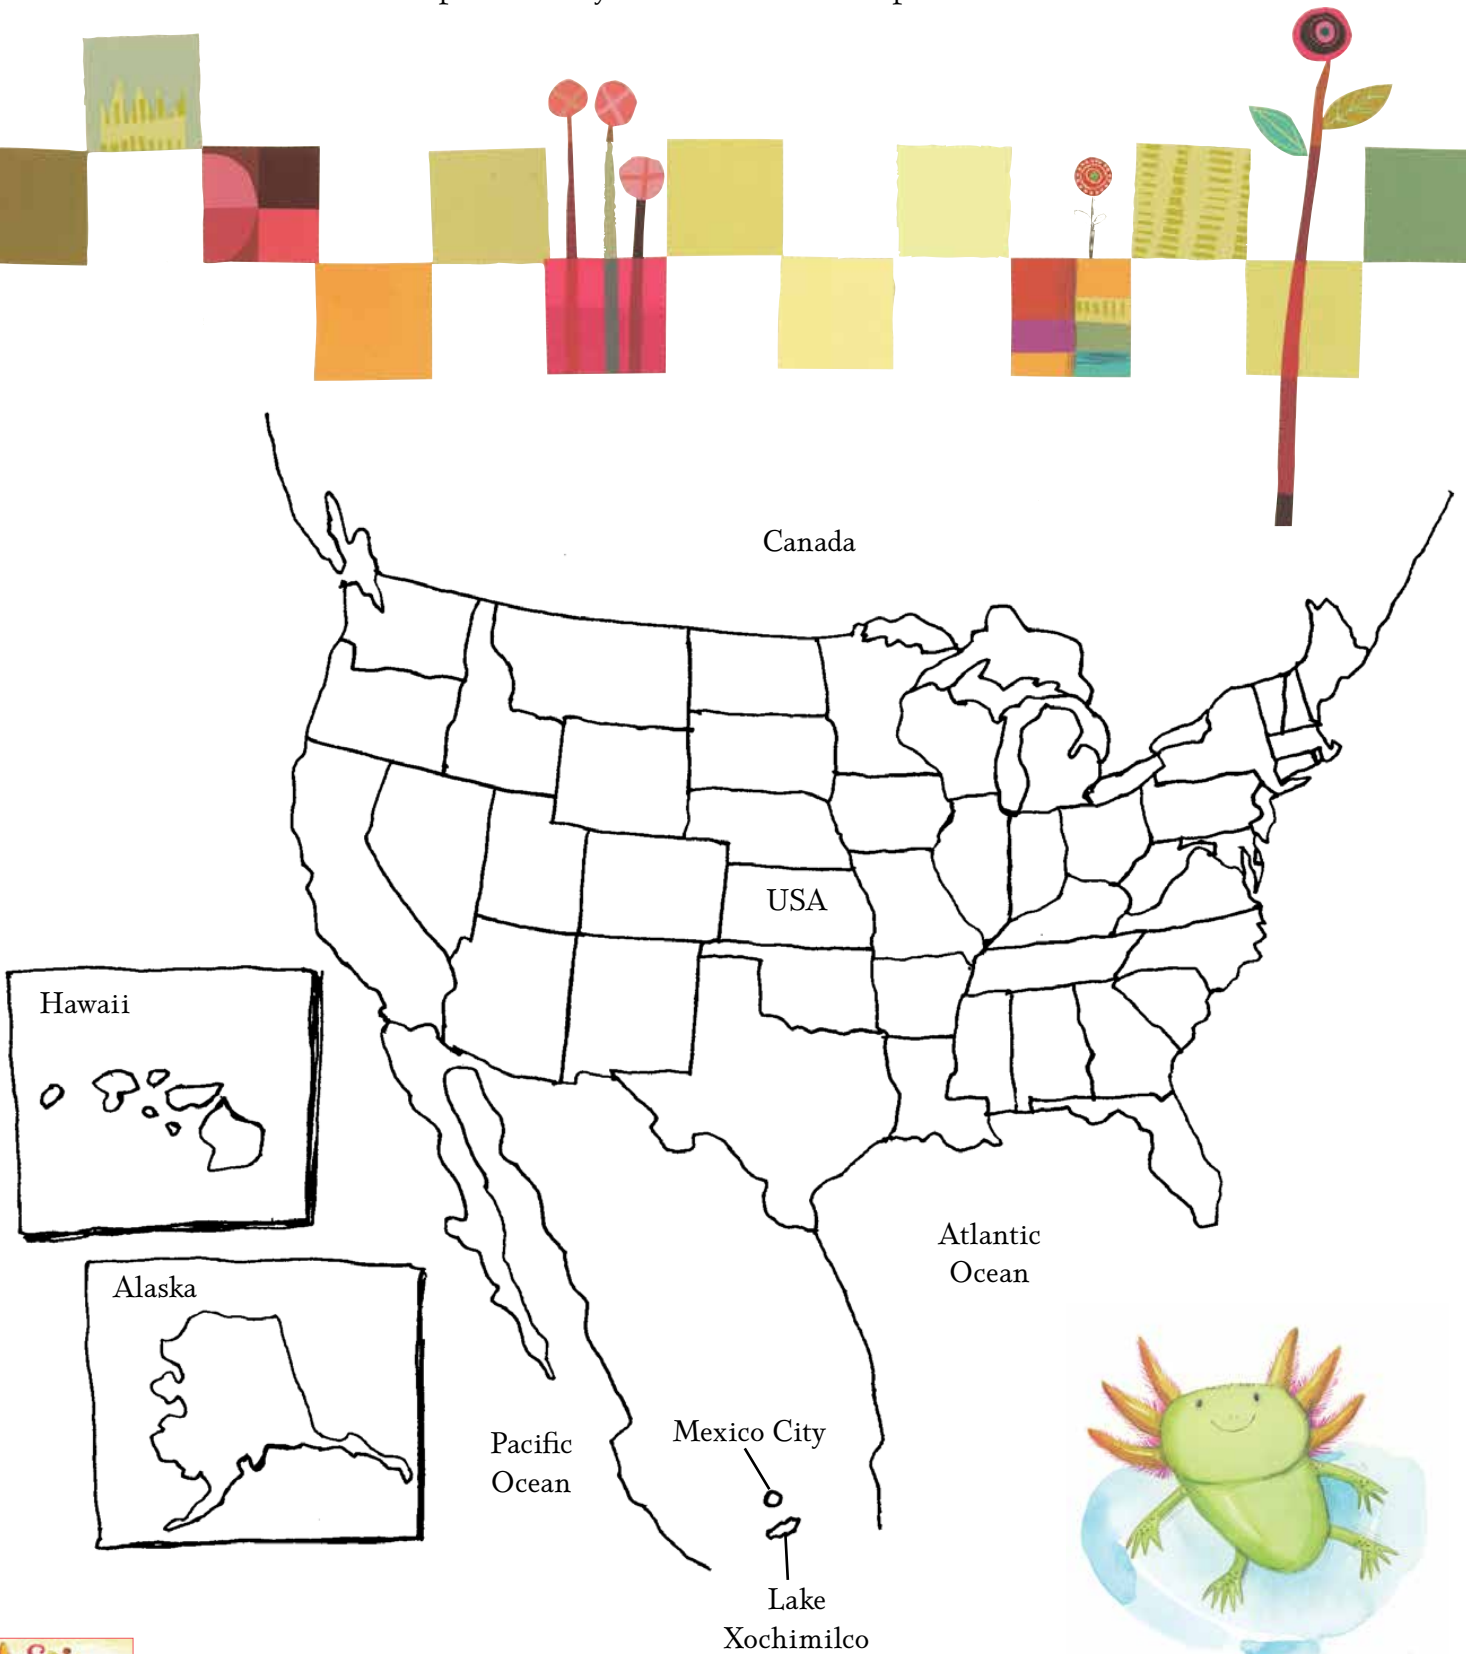 Canada
USA
Hawaii
Atlantic
Ocean
Alaska
Mexico City
Pacific
Ocean
Lake
Xochimilco